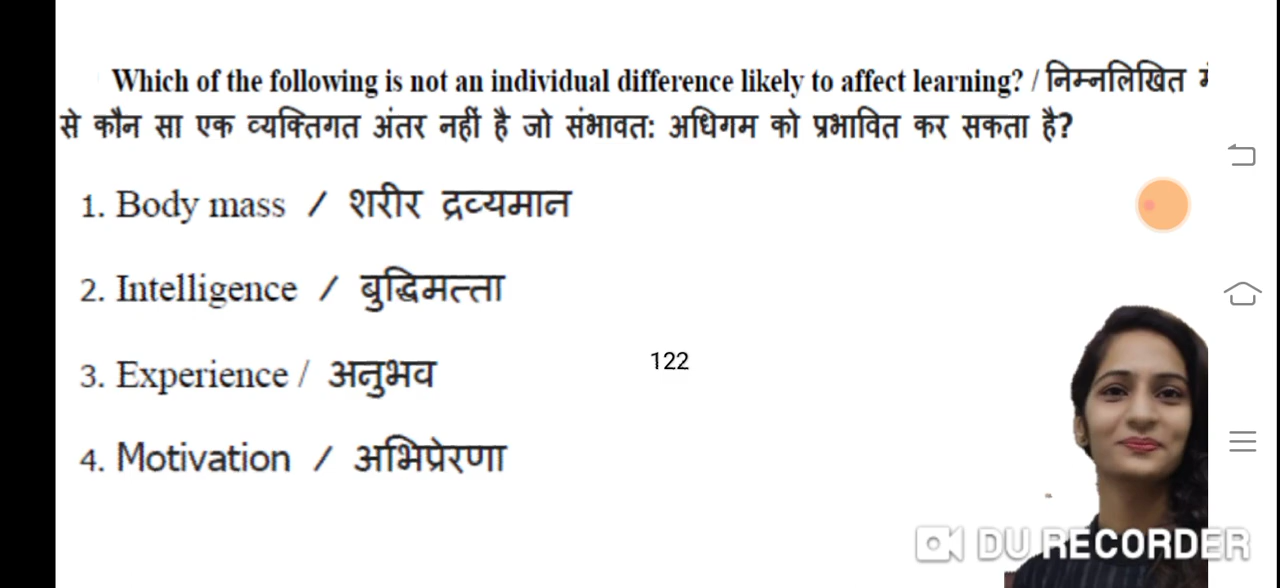 Which of the following is not an individual difference likely to affect learning? / निम्नलिखित में
से कौन सा एक व्यक्तिगत अंतर नहीं है जो संभावत: अधिगम को प्रभावित कर सकता है?
1. Body mass / शरीर द्रव्यमान
2. Intelligence / बुद्धिमत्ता
3. Experience / अनुभव
122
4. Motivation / अभिप्रेरणा
DU RECORDER